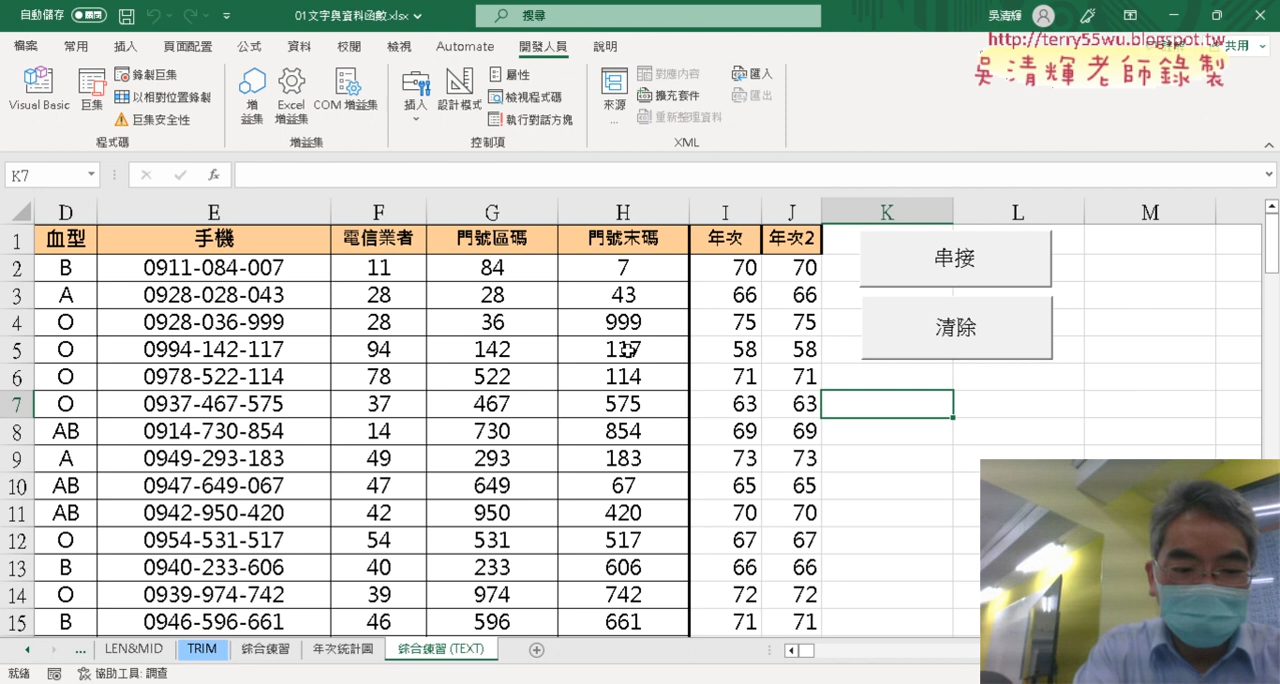 自動儲存 關閉 01文字與資料函數.xlsx 搜尋 吳清輝
檔案 常用 插入 頁面配置 公式 資料 校閱 檢視 Automate 開發人員 說明 共用
http://terry55wu.blogspot.tw
吳清輝老師錄製
Visual Basic 巨集 錄製巨集 以相對位置錄製 巨集安全性
增益集 Excel 增益集 COM 增益集
插入 設計模式 屬性 檢視程式碼 執行對話方塊
來源... 對應內容 擴充套件 重新整理資料 匯入 匯出
程式碼 增益集 控制項 XML
K7 fx
D E F G H I J K L M
1 血型 手機 電信業者 門號區碼 門號末碼 年次 年次2
2 B 0911-084-007 11 84 7 70 70
3 A 0928-028-043 28 28 43 66 66
4 O 0928-036-999 28 36 999 75 75
5 O 0994-142-117 94 142 117 58 58
6 O 0978-522-114 78 522 114 71 71
7 O 0937-467-575 37 467 575 63 63
8 AB 0914-730-854 14 730 854 69 69
9 A 0949-293-183 49 293 183 73 73
10 AB 0947-649-067 47 649 67 65 65
11 AB 0942-950-420 42 950 420 70 70
12 O 0954-531-517 54 531 517 67 67
13 B 0940-233-606 40 233 606 66 66
14 O 0939-974-742 39 974 742 72 72
15 B 0946-596-661 46 596 661 71 71
串接
清除
... LEN&MID TRIM 綜合練習 年次統計圖 綜合練習 (TEXT)
就緒 協助工具: 調查